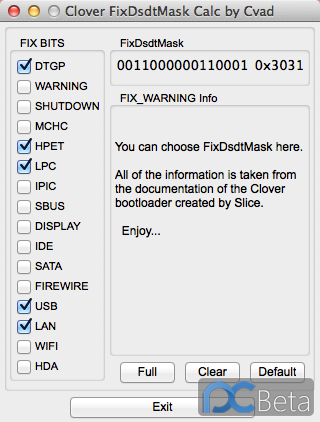 Clover FixDsdtMask Calc by Cvad
FIX BITS
DTGP
WARNING
SHUTDOWN
MCHC
HPET
LPC
IPIC
SBUS
DISPLAY
IDE
SATA
FIREWIRE
USB
LAN
WIFI
HDA
FixDsdtMask
0011000000110001 0x3031
FIX_WARNING Info
You can choose FixDsdtMask here.
All of the information is taken from
the documentation of the Clover
bootloader created by Slice.
Enjoy...
Full Clear Default
Exit
PCBeta